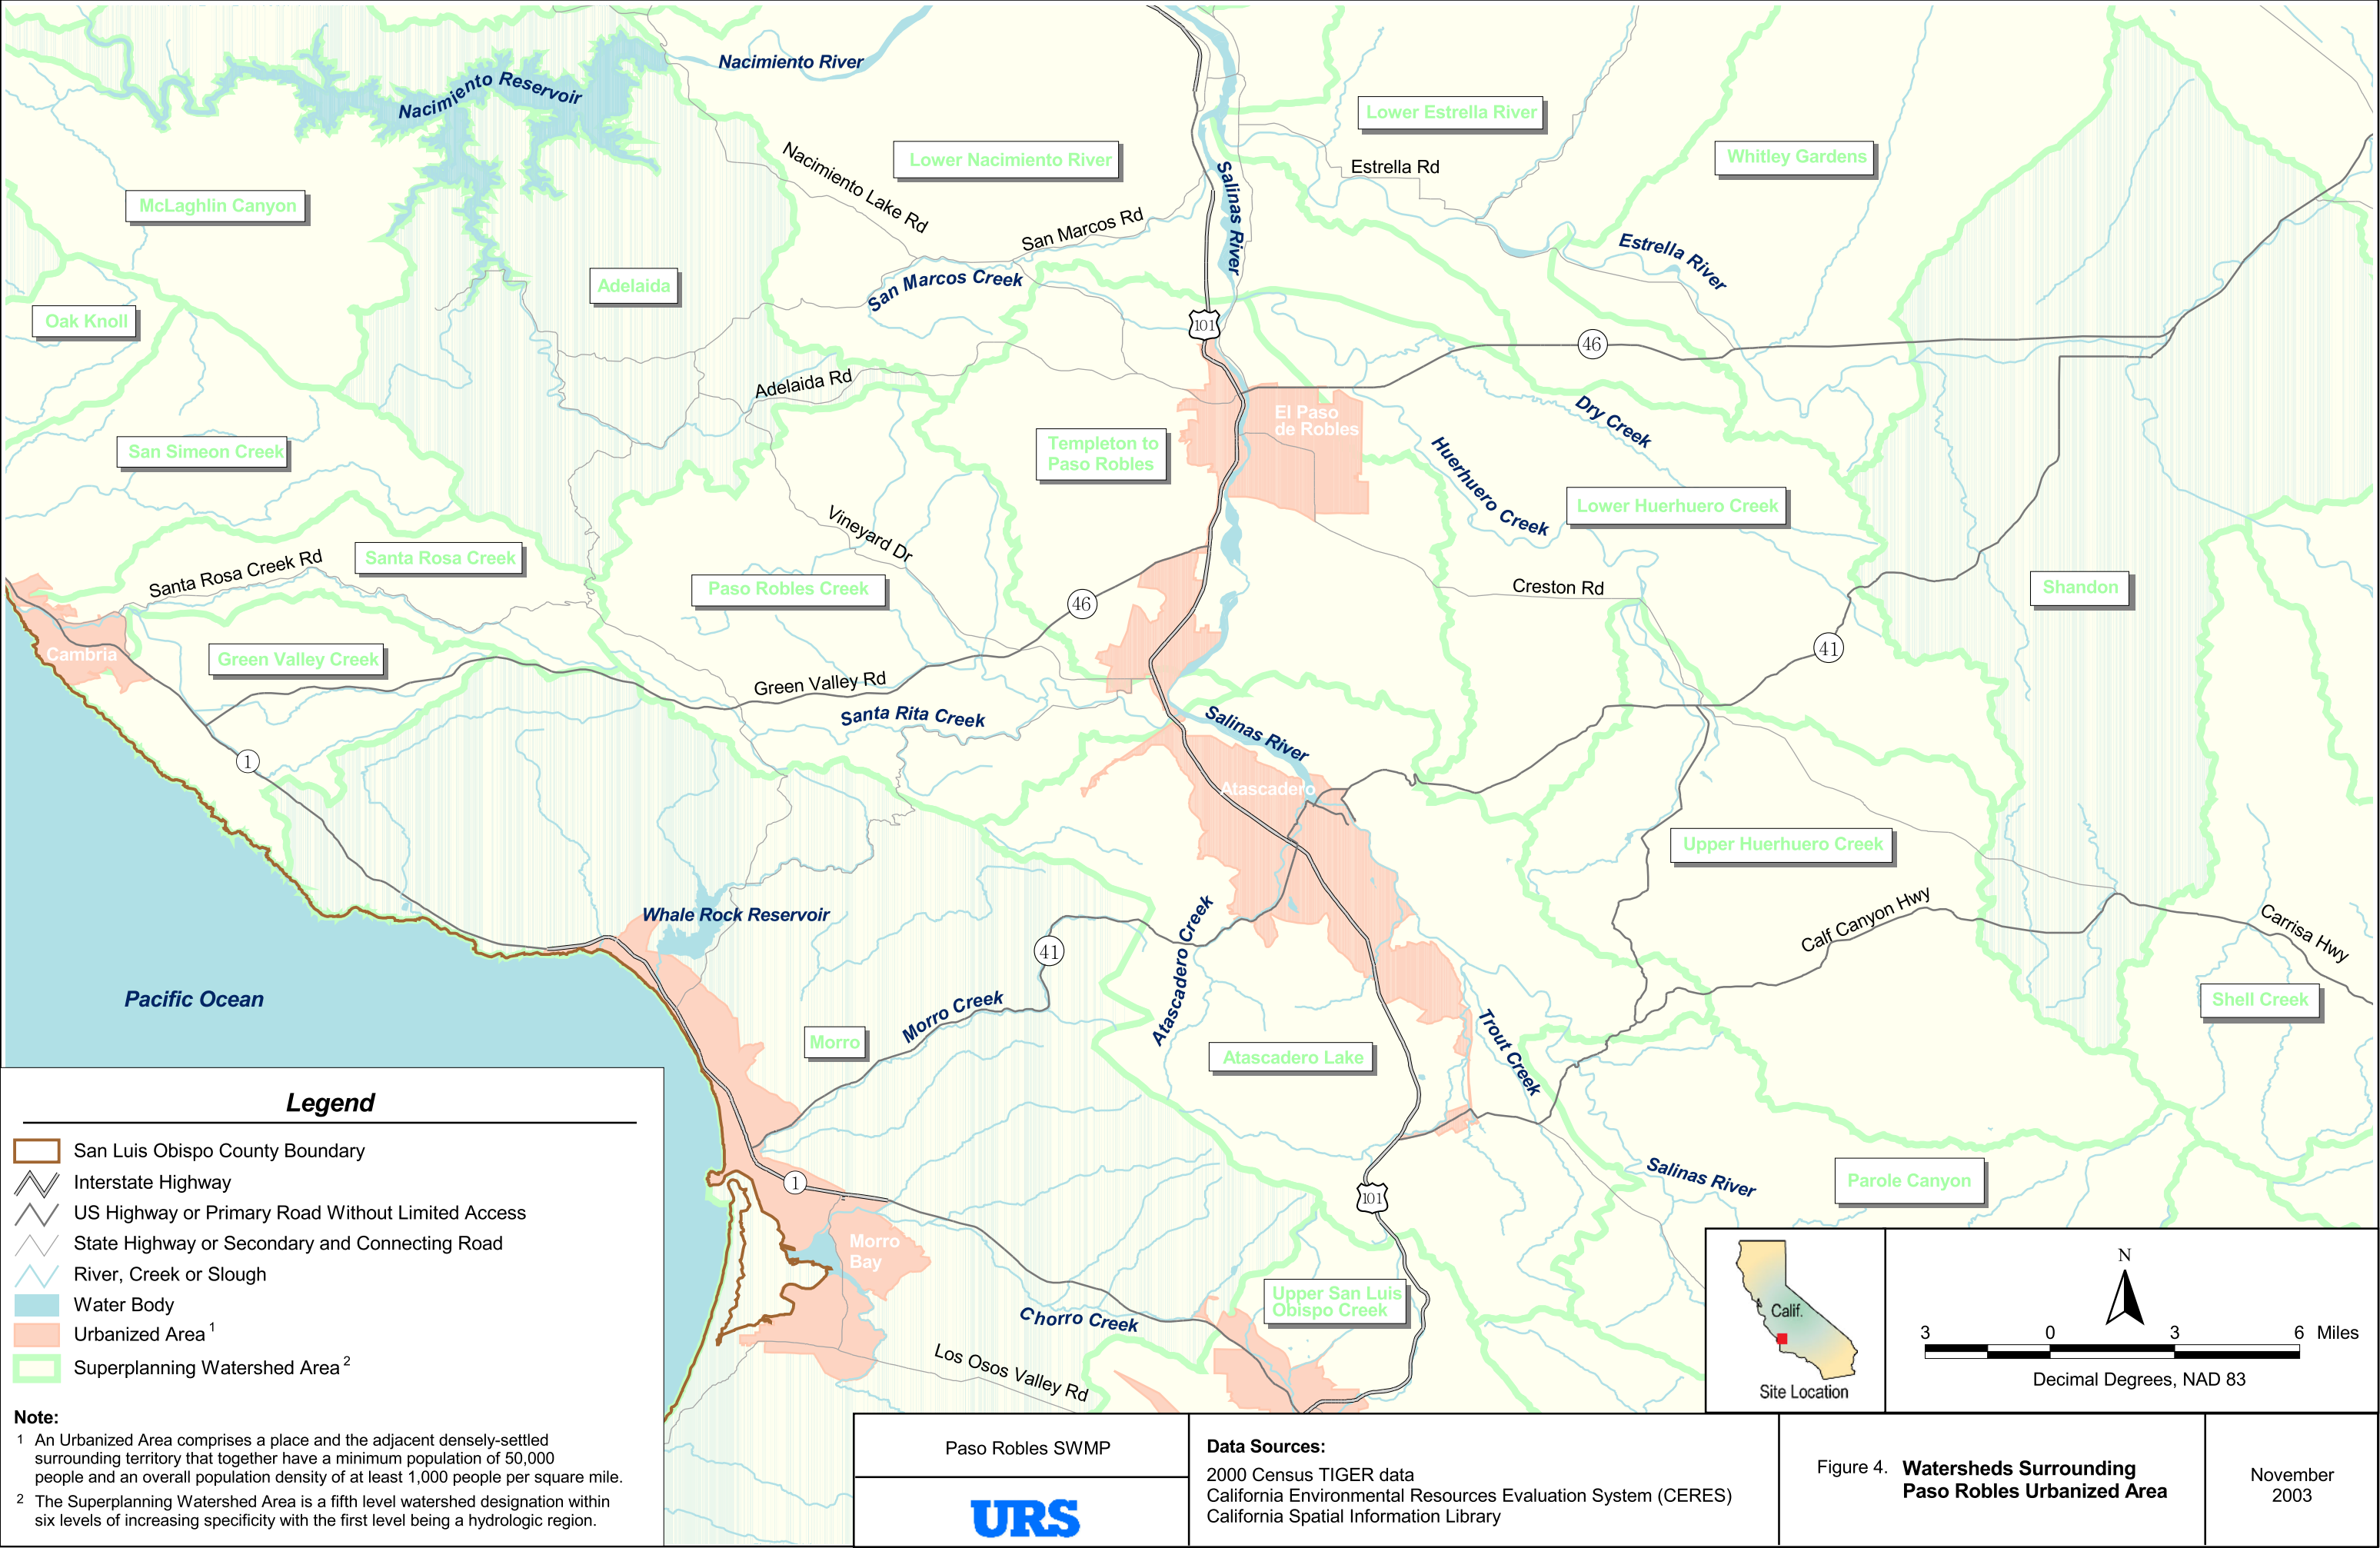 Nacimiento River
Nacimiento Reservoir
Lower Estrella River
Lower Nacimiento River
Whitley Gardens
Estrella Rd
Nacimiento Lake Rd
Salinas River
McLaghlin Canyon
San Marcos Rd
Estrella River
San Marcos Creek
Adelaida
Oak Knoll
101
46
Adelaida Rd
El Paso
de Robles
Dry Creek
Templeton to
Paso Robles
San Simeon Creek
Huerhuero Creek
Lower Huerhuero Creek
Vineyard Dr
Santa Rosa Creek Rd
Santa Rosa Creek
Paso Robles Creek
Creston Rd
Shandon
46
41
Cambria
Green Valley Creek
Green Valley Rd
Santa Rita Creek
Salinas River
1
Atascadero
Upper Huerhuero Creek
Whale Rock Reservoir
Calf Canyon Hwy
Carrisa Hwy
41
Atascadero Creek
Pacific Ocean
Shell Creek
Morro Creek
Trout Creek
Morro
Atascadero Lake
Salinas River
Parole Canyon
1
101
Morro
Bay
Upper San Luis
Obispo Creek
Chorro Creek
Los Osos Valley Rd
Legend
San Luis Obispo County Boundary
Interstate Highway
US Highway or Primary Road Without Limited Access
State Highway or Secondary and Connecting Road
River, Creek or Slough
Water Body
Urbanized Area 1
Superplanning Watershed Area 2
Note:
1 An Urbanized Area comprises a place and the adjacent densely-settled
surrounding territory that together have a minimum population of 50,000
people and an overall population density of at least 1,000 people per square mile.
2 The Superplanning Watershed Area is a fifth level watershed designation within
six levels of increasing specificity with the first level being a hydrologic region.
Calif.
Site Location
N
3 0 3 6 Miles
Decimal Degrees, NAD 83
Paso Robles SWMP
URS
Data Sources:
2000 Census TIGER data
California Environmental Resources Evaluation System (CERES)
California Spatial Information Library
Figure 4. Watersheds Surrounding
Paso Robles Urbanized Area
November
2003